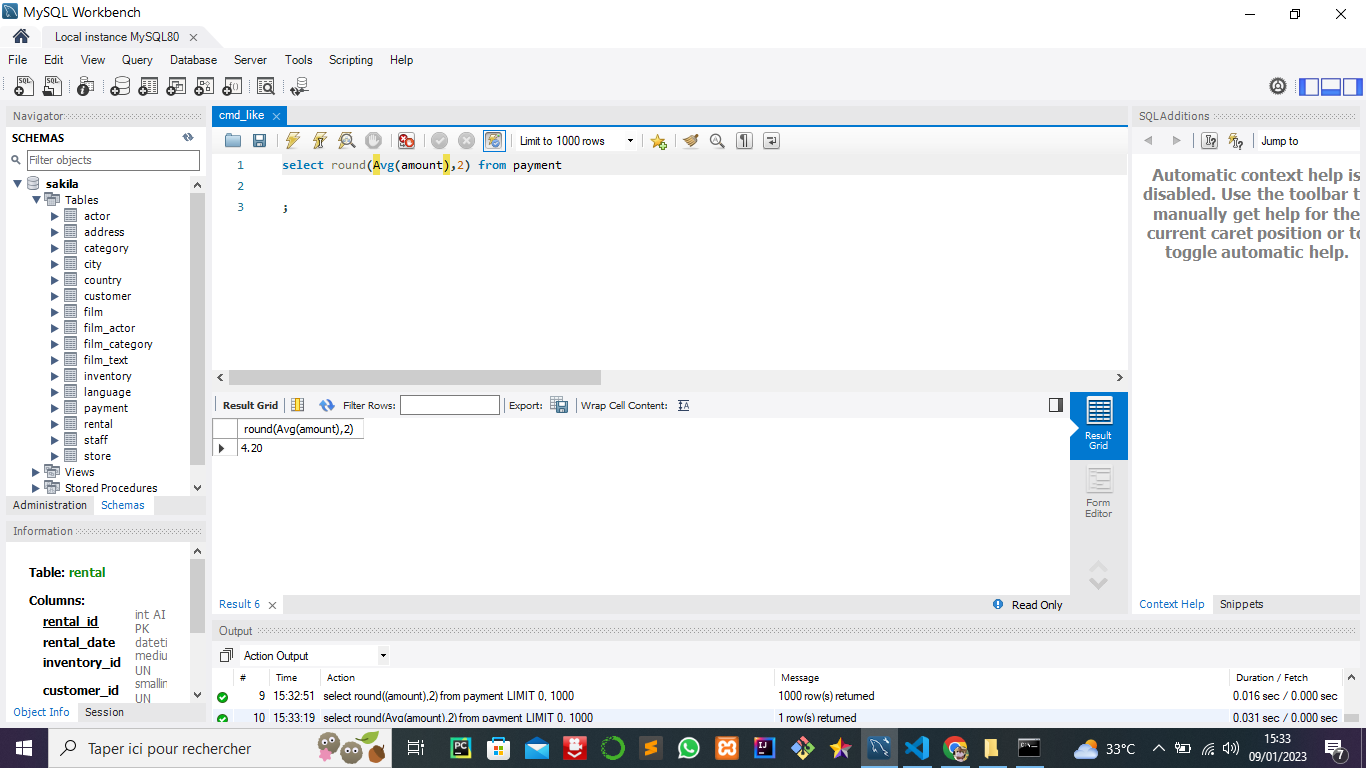 MySQL Workbench
Local instance MySQL80
File Edit View Query Database Server Tools Scripting Help
Navigator
SCHEMAS
Filter objects
sakila
Tables
actor
address
category
city
country
customer
film
film_actor
film_category
film_text
inventory
language
payment
rental
staff
store
Views
Stored Procedures
Administration Schemas
Information
Table: rental
Columns:
rental_id int AI
PK
rental_date dateti
inventory_id mediu
UN
customer_id smallin
UN
Object Info Session
cmd_like
Limit to 1000 rows
1 select round(Avg(amount),2) from payment
2
3 ;
Result Grid Filter Rows: Export: Wrap Cell Content: IA
round(Avg(amount),2)
4.20
Result
Grid
Form
Editor
Result 6
Read Only
SQLAdditions
Jump to
Automatic context help is
disabled. Use the toolbar t
manually get help for the
current caret position or to
toggle automatic help.
Context Help Snippets
Output
Action Output
# Time Action Message Duration / Fetch
9 15:32:51 select round((amount),2) from payment LIMIT 0, 1000 1000 row(s) returned 0.016 sec / 0.000 sec
10 15:33:19 select round(Avg(amount),2) from payment LIMIT 0, 1000 1 row(s) returned 0.031 sec / 0.000 sec
Taper ici pour rechercher
33°C
15:33
09/01/2023
7